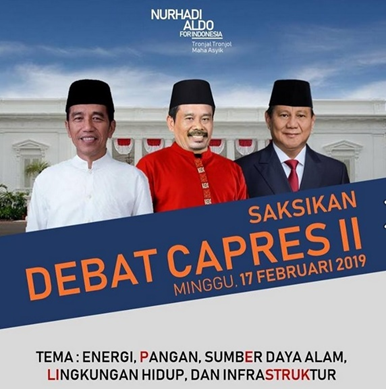 NURHADI
ALDO
FOR INDONESIA
Tronjal Tronjol
Maha Asyik
SAKSIKAN
DEBAT CAPRES II
MINGGU, 17 FEBRUARI 2019
TEMA : ENERGI, PANGAN, SUMBER DAYA ALAM,
LINGKUNGAN HIDUP, DAN INFRASTRUKTUR